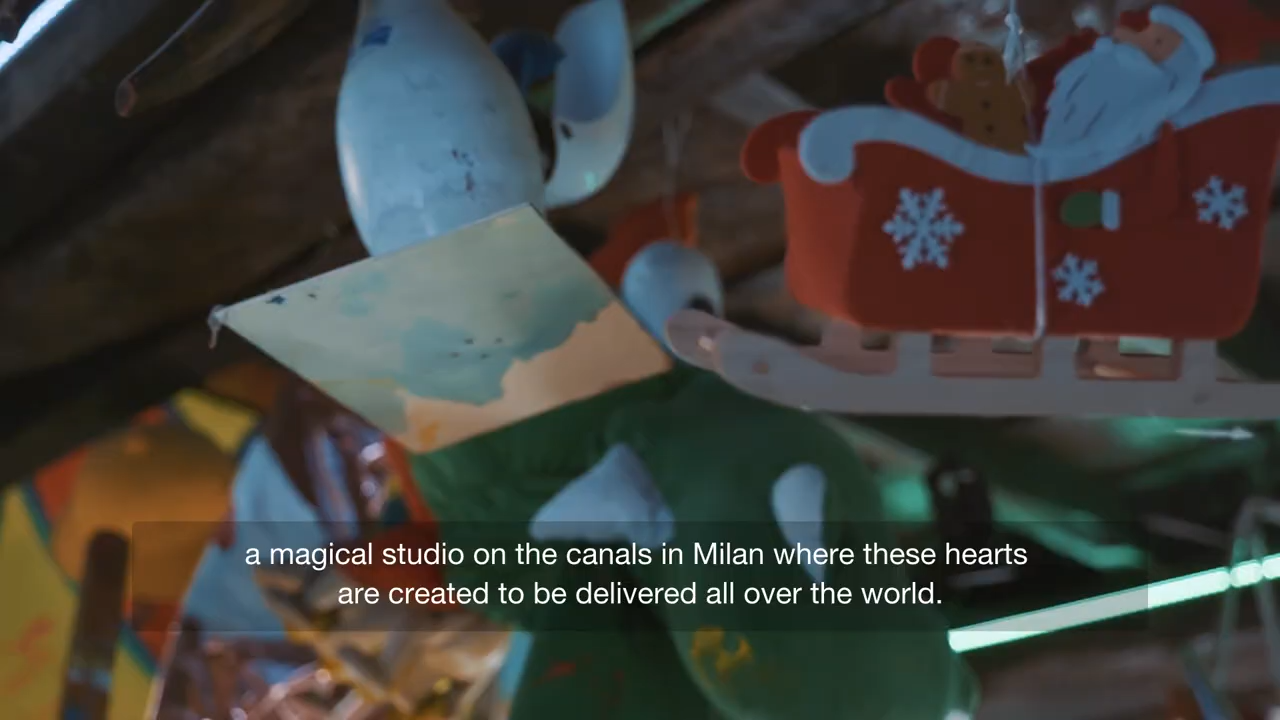 a magical studio on the canals in Milan where these hearts
are created to be delivered all over the world.